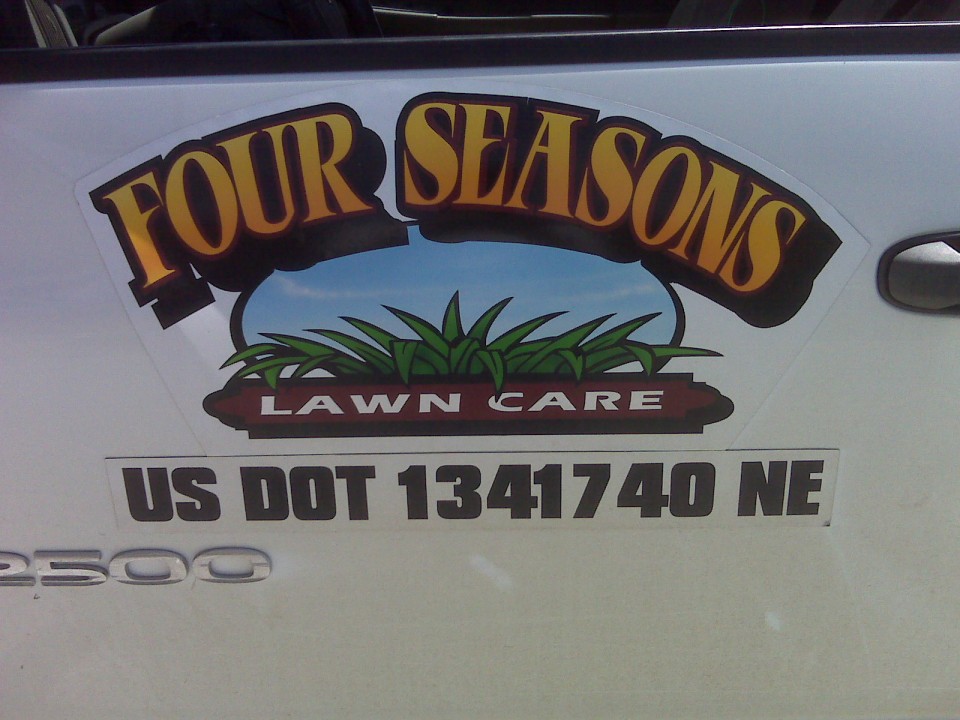 FOUR SEASONS
LAWN CARE
US DOT 1341740 NE
2500